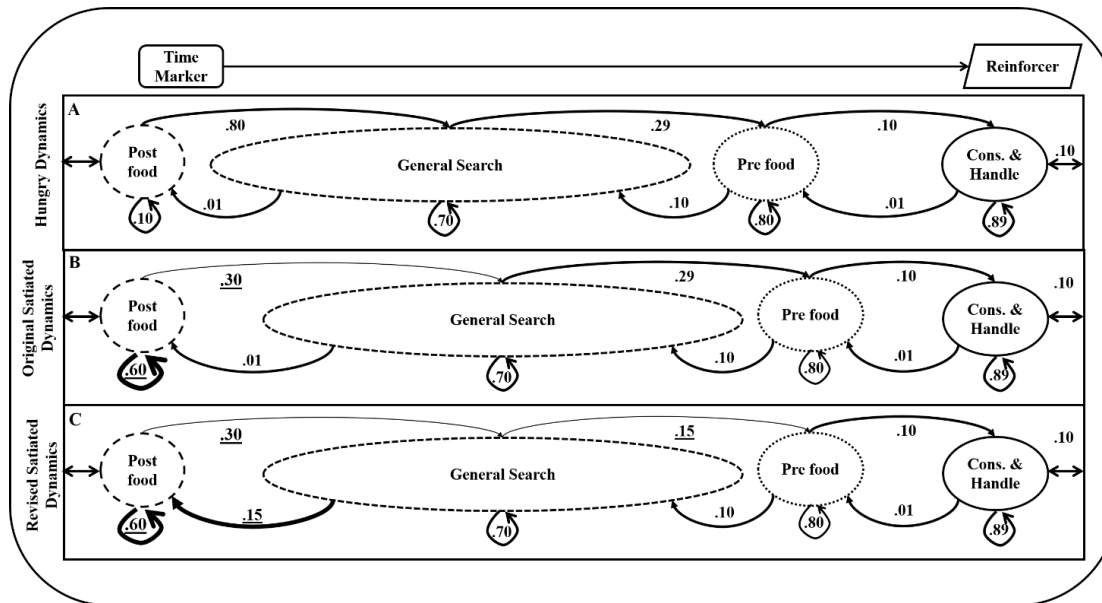 Time
Marker
Reinforcer
Hungry Dynamics
A
.80
.29
.10
.10
Post
food
General Search
Pre food
Cons. &
Handle
.01
.10
.01
.10
.70
.80
.89
Original Satiated
Dynamics
B
.30
.29
.10
.10
Post
food
General Search
Pre food
Cons. &
Handle
.01
.10
.01
.60
.70
.80
.89
Revised Satiated
Dynamics
C
.30
.15
.10
.10
Post
food
General Search
Pre food
Cons. &
Handle
.15
.10
.01
.60
.70
.80
.89